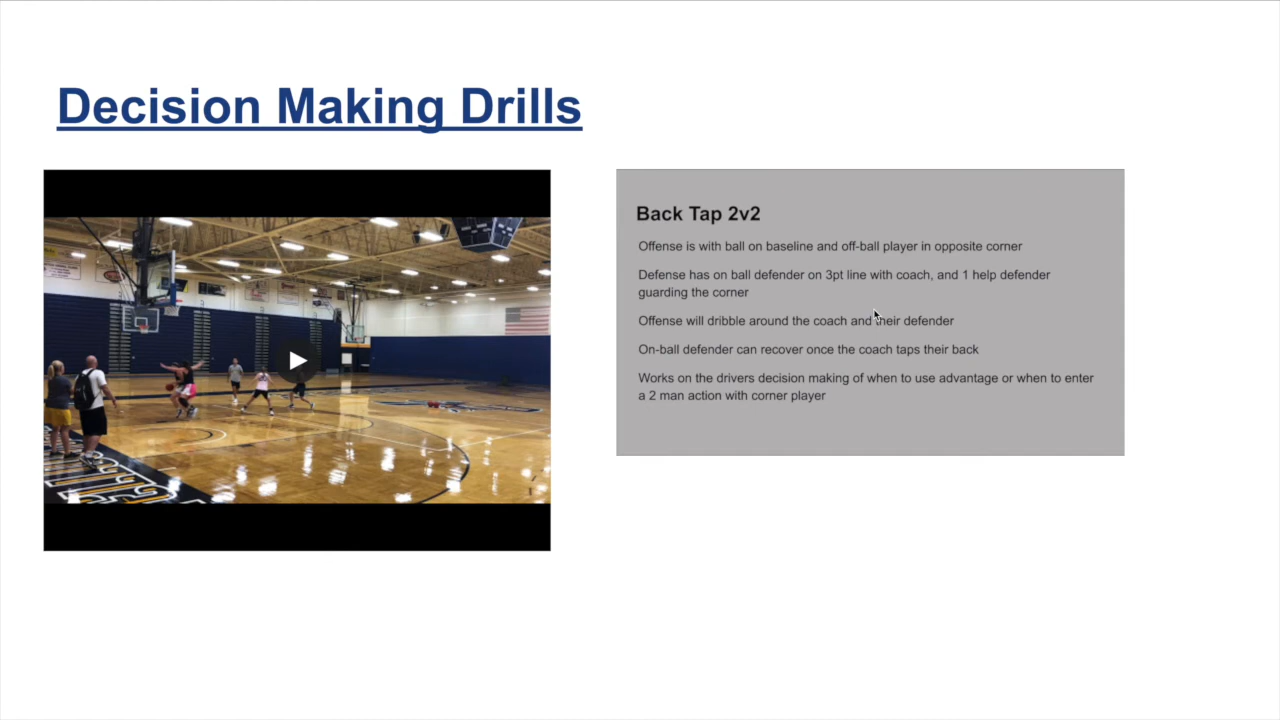 Decision Making Drills
Back Tap 2v2
Offense is with ball on baseline and off-ball player in opposite corner
Defense has on ball defender on 3pt line with coach, and 1 help defender
guarding the corner
Offense will dribble around the coach and their defender
On-ball defender can recover once the coach taps their back
Works on the drivers decision making of when to use advantage or when to enter
a 2 man action with corner player